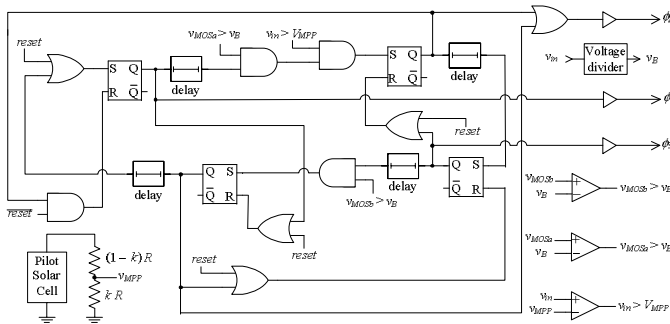 reset
v_MOSa > v_B
v_in > V_MPP
S Q
R Q̅
delay
S Q
R Q̅
delay
ϕ
v_in
Voltage
divider
v_B
ϕ
reset
ϕ
delay
Q S
Q̅ R
delay
v_MOSb > v_B
Q S
Q̅ R
reset
reset
reset
Pilot
Solar
Cell
(1 − k)R
v_MPP
k R
reset
v_MOSb
v_B
+
−
v_MOSb > v_B
v_MOSa
v_B
+
−
v_MOSa > v_B
v_in
v_MPP
+
−
v_in > V_MPP